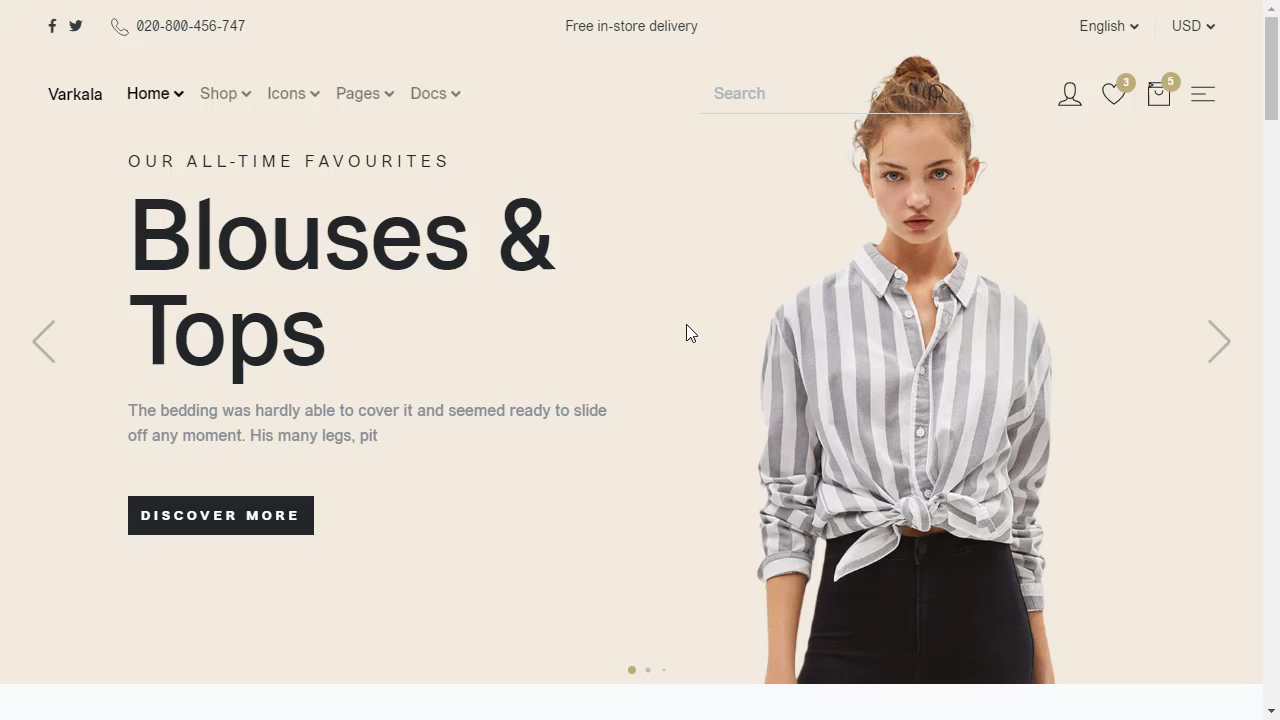 020-800-456-747
Free in-store delivery
English
USD
Varkala
Home
Shop
Icons
Pages
Docs
Search
3
5
OUR ALL-TIME FAVOURITES
Blouses &
Tops
The bedding was hardly able to cover it and seemed ready to slide
off any moment. His many legs, pit
DISCOVER MORE